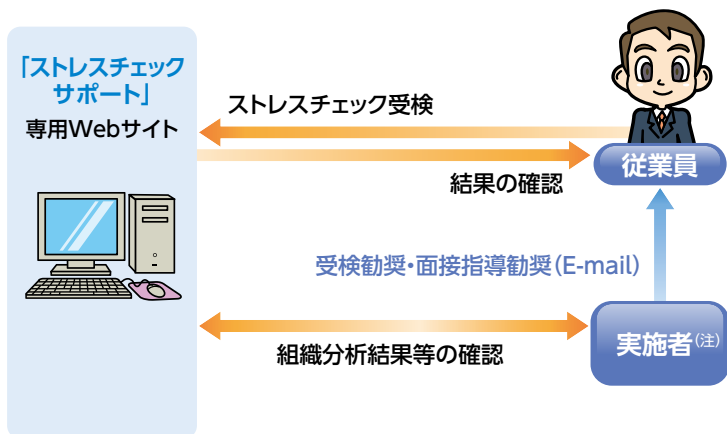 「ストレスチェック
サポート」
専用Webサイト
ストレスチェック受検
結果の確認
従業員
受検勧奨・面接指導勧奨(E-mail)
組織分析結果等の確認
実施者(注)